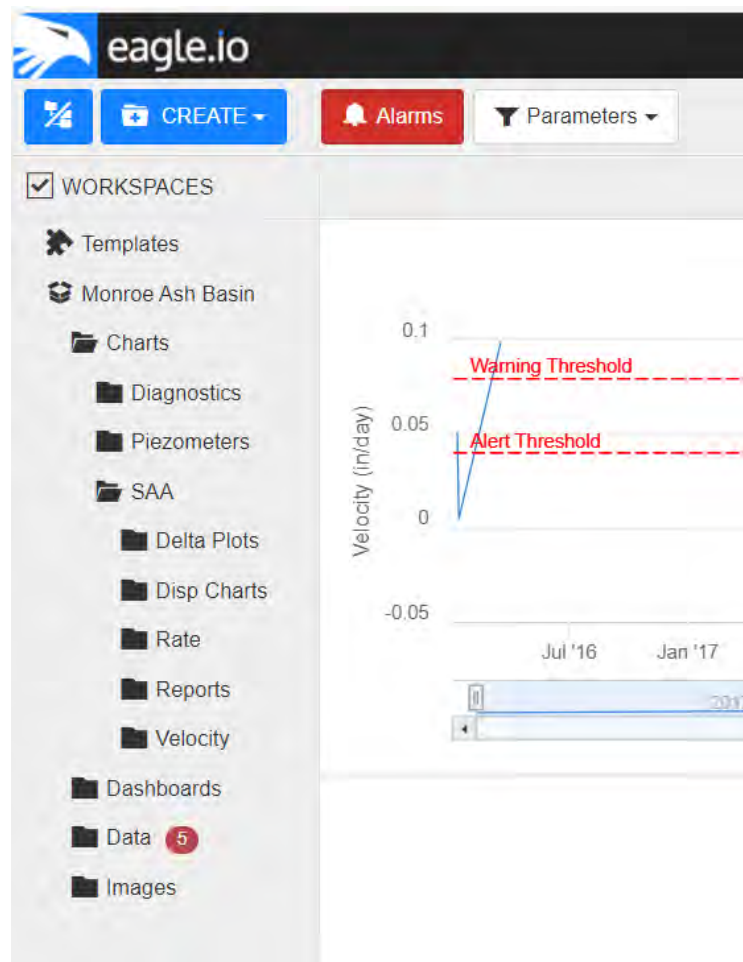 eagle.io
CREATE
Alarms
Parameters
WORKSPACES
Templates
Monroe Ash Basin
Charts
Diagnostics
Piezometers
SAA
Delta Plots
Disp Charts
Rate
Reports
Velocity
Dashboards
Data 5
Images
Velocity (in/day)
0.1
Warning Threshold
0.05
Alert Threshold
0
-0.05
Jul '16 Jan '17